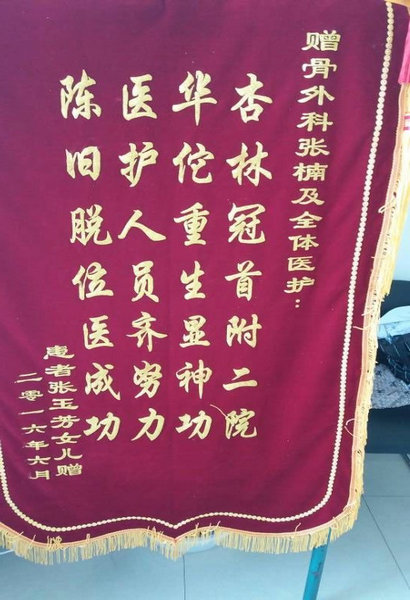 赠骨外科张楠及全体医护：
杏林冠首附二院
华佗重生显神功
医护人员齐努力
陈旧脱位医成功
患者张玉芳女儿赠
二零一六年六月